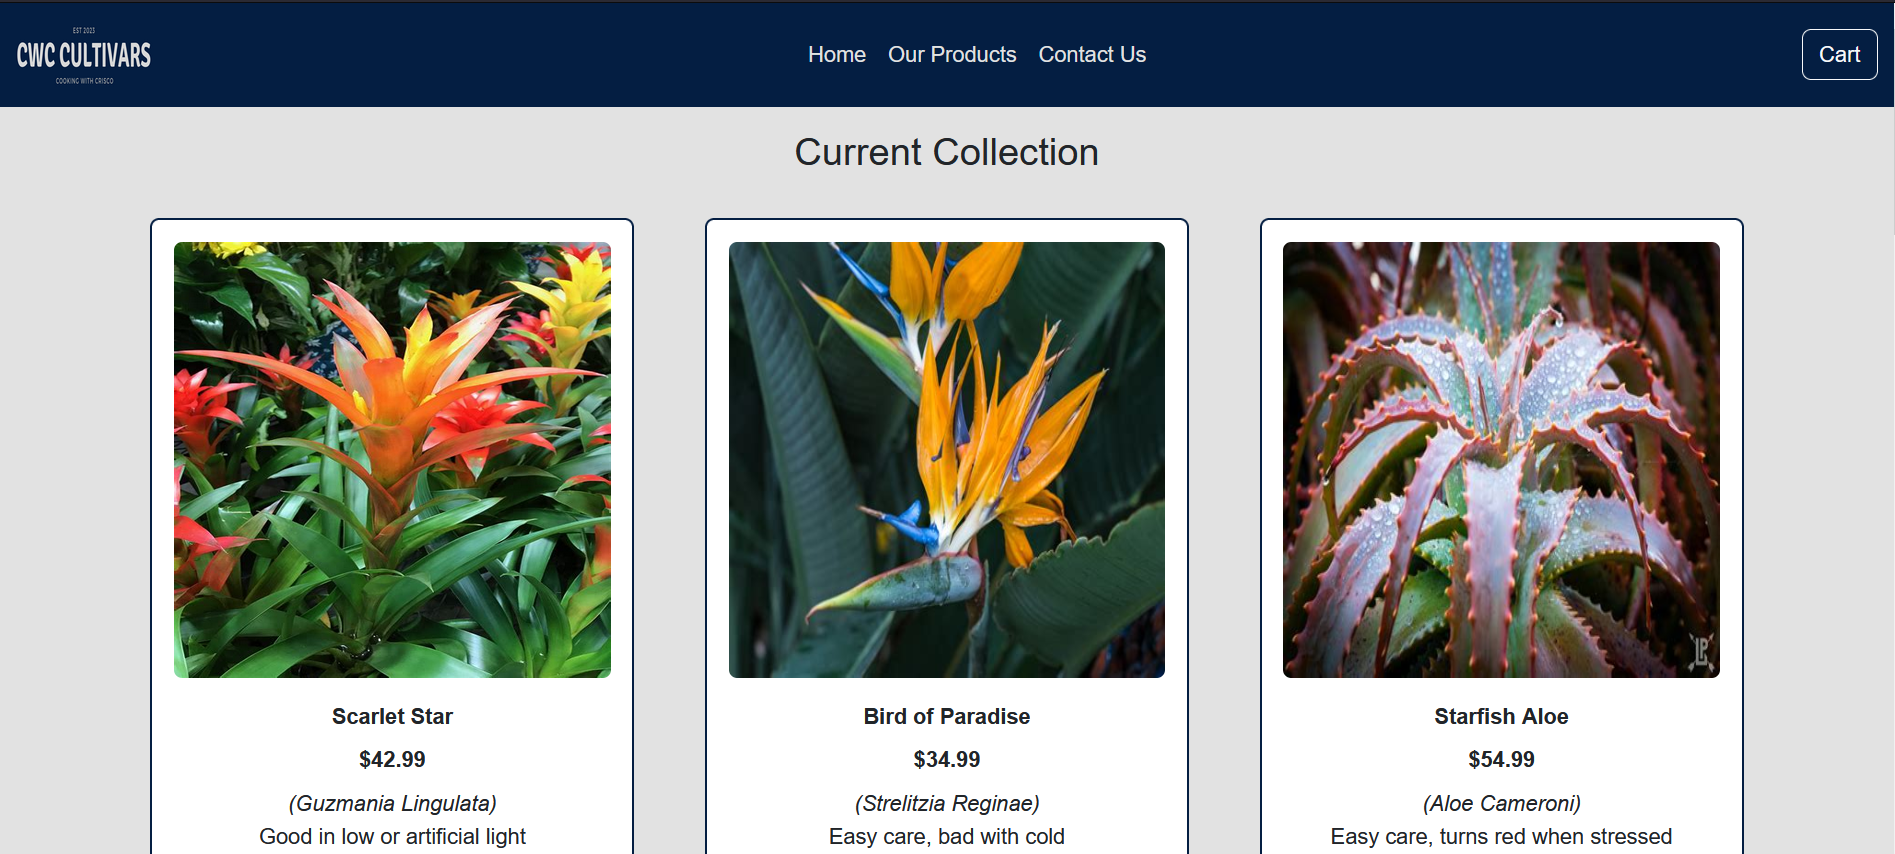 EST 2023
CWC CULTIVARS
COOKING WITH CRISCO
Home Our Products Contact Us
Cart
Current Collection
Scarlet Star
$42.99
(Guzmania Lingulata)
Good in low or artificial light
Bird of Paradise
$34.99
(Strelitzia Reginae)
Easy care, bad with cold
LP
Starfish Aloe
$54.99
(Aloe Cameroni)
Easy care, turns red when stressed